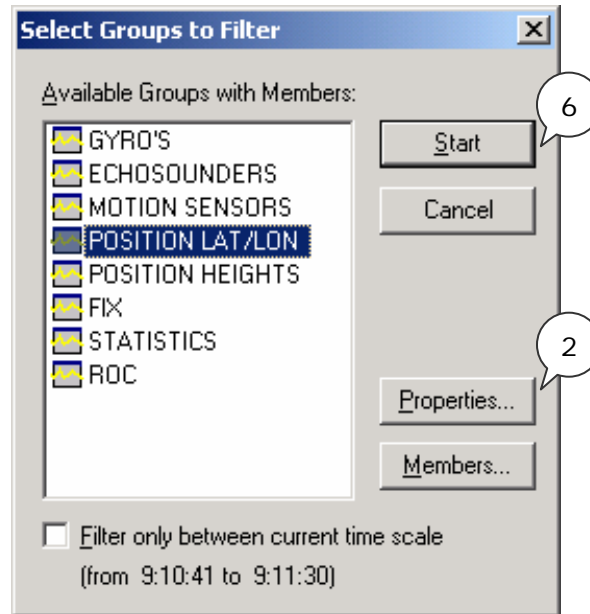 Select Groups to Filter
Available Groups with Members:
GYRO'S
ECHOSOUNDERS
MOTION SENSORS
POSITION LAT/LON
POSITION HEIGHTS
FIX
STATISTICS
ROC
Start
6
Cancel
2
Properties...
Members...
Filter only between current time scale
(from 9:10:41 to 9:11:30)